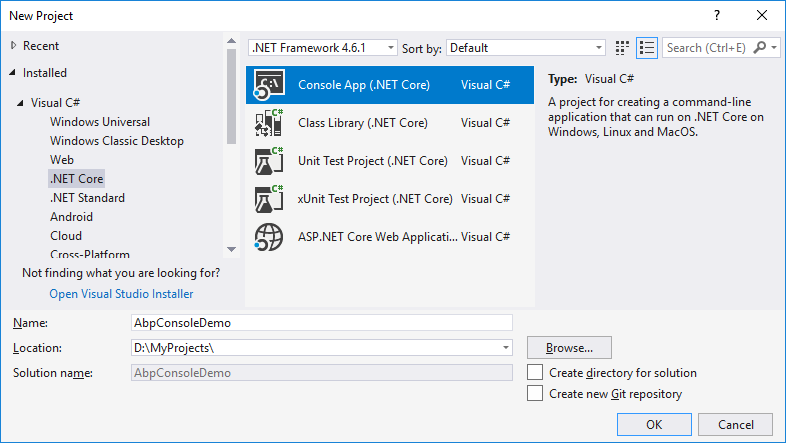 New Project
?
Recent
Installed
Visual C#
Windows Universal
Windows Classic Desktop
Web
.NET Core
.NET Standard
Android
Cloud
Cross-Platform
Not finding what you are looking for?
Open Visual Studio Installer
.NET Framework 4.6.1
Sort by:
Default
Search (Ctrl+E)
C:\
Console App (.NET Core)
Visual C#
C#
Class Library (.NET Core)
Visual C#
C#
Unit Test Project (.NET Core)
Visual C#
C#
xUnit Test Project (.NET Core)
Visual C#
ASP.NET Core Web Applicati...
Visual C#
Type: Visual C#
A project for creating a command-line
application that can run on .NET Core on
Windows, Linux and MacOS.
Name:
AbpConsoleDemo
Location:
D:\MyProjects\
Browse...
Solution name:
AbpConsoleDemo
Create directory for solution
Create new Git repository
OK
Cancel